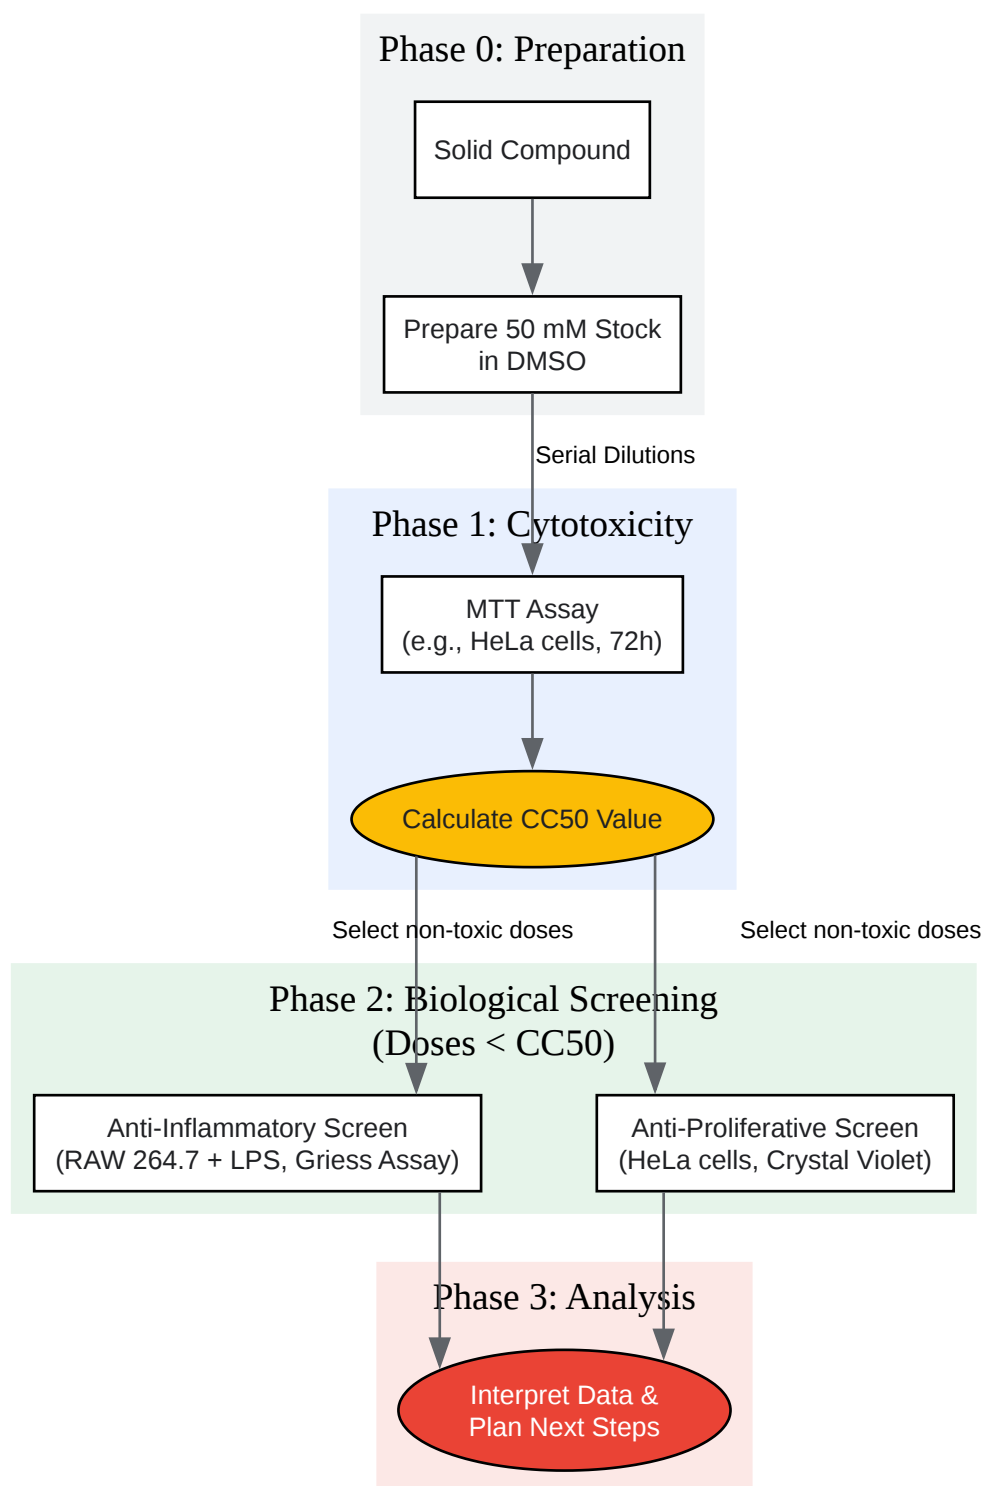 Phase 0: Preparation
Solid Compound
Prepare 50 mM Stock
in DMSO
Serial Dilutions
Phase 1: Cytotoxicity
MTT Assay
(e.g., HeLa cells, 72h)
Calculate CC50 Value
Select non-toxic doses
Select non-toxic doses
Phase 2: Biological Screening
(Doses < CC50)
Anti-Inflammatory Screen
(RAW 264.7 + LPS, Griess Assay)
Anti-Proliferative Screen
(HeLa cells, Crystal Violet)
Phase 3: Analysis
Interpret Data &
Plan Next Steps